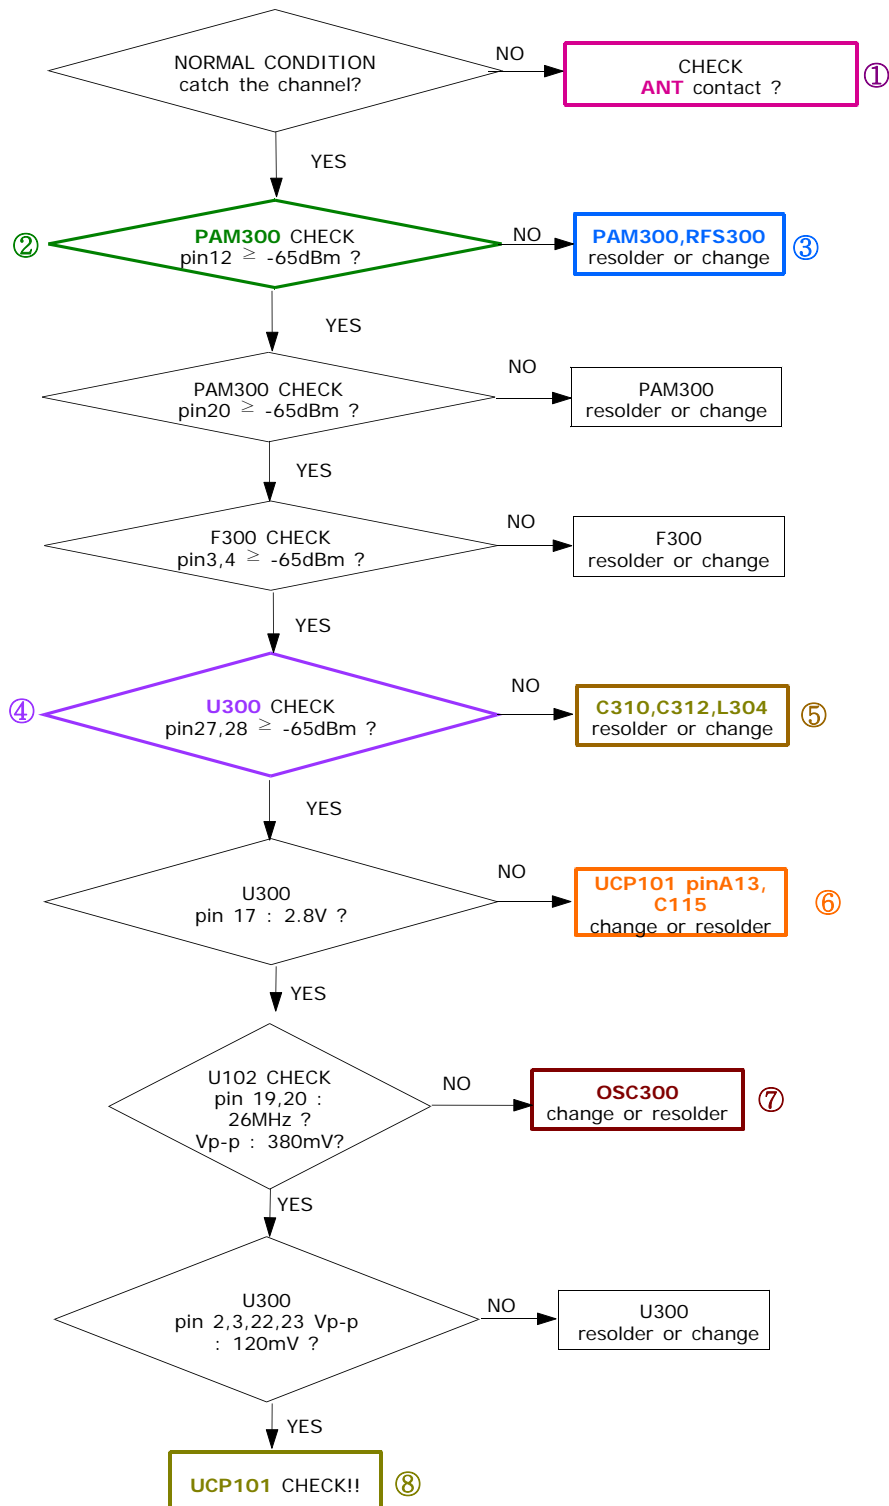 NORMAL CONDITION
catch the channel?
NO
CHECK
ANT contact ?
①
YES
②
PAM300 CHECK
pin12 ≥ -65dBm ?
NO
PAM300,RFS300
resolder or change
③
YES
PAM300 CHECK
pin20 ≥ -65dBm ?
NO
PAM300
resolder or change
YES
F300 CHECK
pin3,4 ≥ -65dBm ?
NO
F300
resolder or change
YES
④
U300 CHECK
pin27,28 ≥ -65dBm ?
NO
C310,C312,L304
resolder or change
⑤
YES
U300
pin 17 : 2.8V ?
NO
UCP101 pinA13,
C115
change or resolder
⑥
YES
U102 CHECK
pin 19,20 :
26MHz ?
Vp-p : 380mV?
NO
OSC300
change or resolder
⑦
YES
U300
pin 2,3,22,23 Vp-p
: 120mV ?
NO
U300
resolder or change
YES
UCP101 CHECK!!
⑧